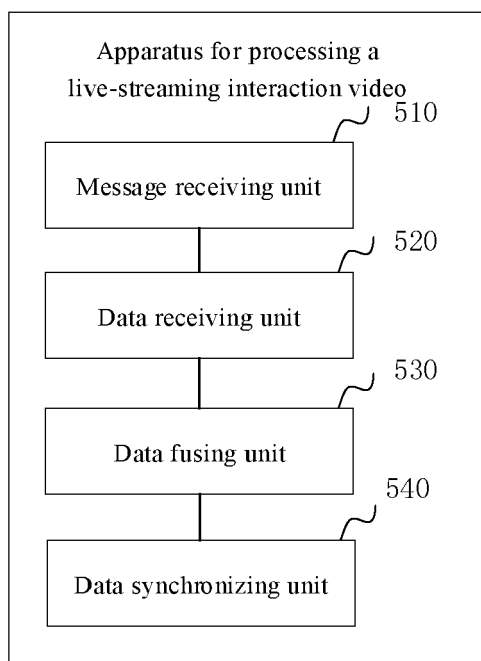 Apparatus for processing a
live-streaming interaction video
510
Message receiving unit
520
Data receiving unit
530
Data fusing unit
540
Data synchronizing unit